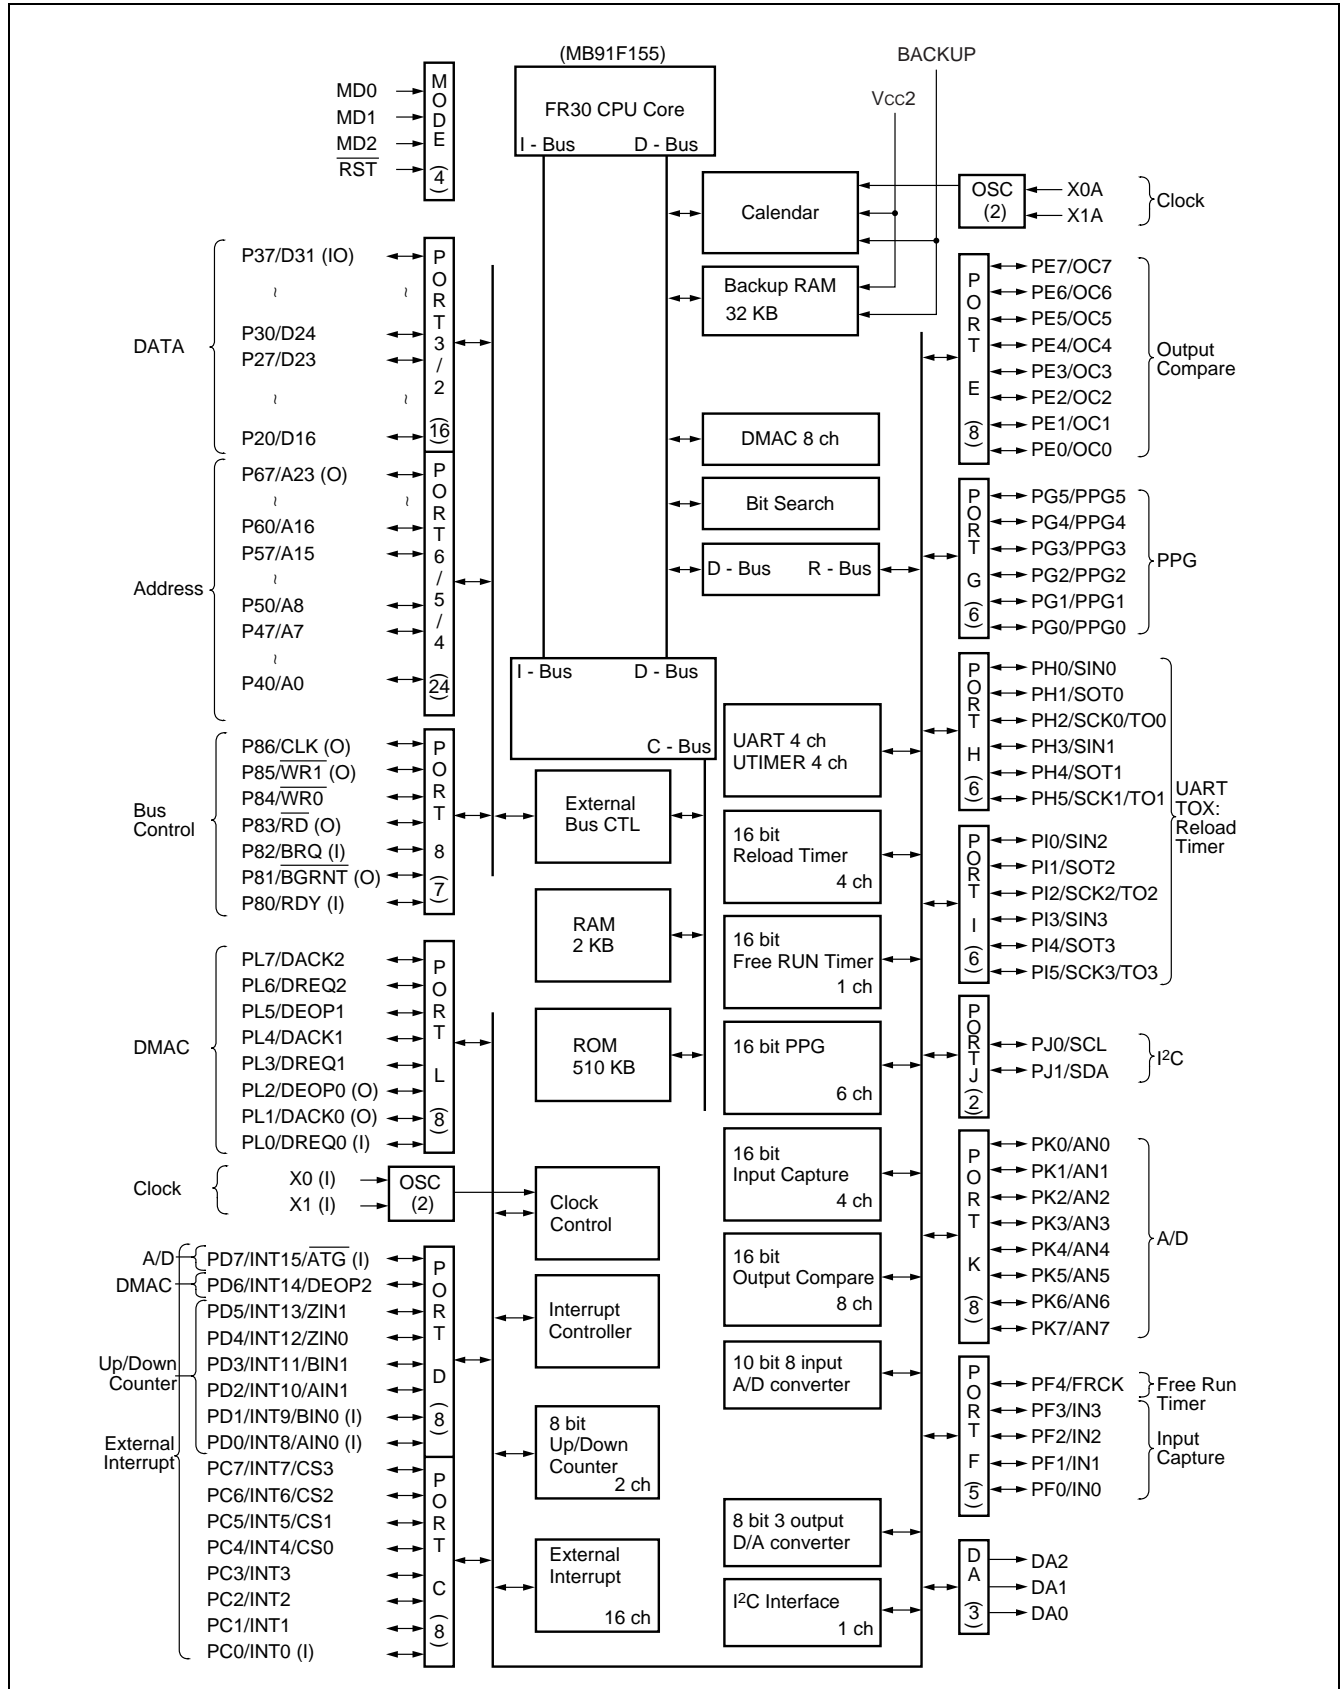 (MB91F155)
BACKUP
Vcc2
MD0
MD1
MD2
RST
MODE (4)
FR30 CPU Core
I - Bus D - Bus
Calendar
OSC
(2)
X0A
X1A
Clock
Backup RAM
32 KB
DATA
P37/D31 (IO)
~ ~
P30/D24
P27/D23
~ ~
P20/D16
PORT3/2 (16)
Address
P67/A23 (O)
~ ~
P60/A16
P57/A15
~
P50/A8
P47/A7
~
P40/A0
PORT6/5/4 (24)
Bus
Control
P86/CLK (O)
P85/WR1 (O)
P84/WR0
P83/RD (O)
P82/BRQ (I)
P81/BGRNT (O)
P80/RDY (I)
PORT 8 (7)
DMAC
PL7/DACK2
PL6/DREQ2
PL5/DEOP1
PL4/DACK1
PL3/DREQ1
PL2/DEOP0 (O)
PL1/DACK0 (O)
PL0/DREQ0 (I)
PORT L (8)
Clock
X0 (I)
X1 (I)
OSC
(2)
A/D
DMAC
Up/Down
Counter
External
Interrupt
PD7/INT15/ATG (I)
PD6/INT14/DEOP2
PD5/INT13/ZIN1
PD4/INT12/ZIN0
PD3/INT11/BIN1
PD2/INT10/AIN1
PD1/INT9/BIN0 (I)
PD0/INT8/AIN0 (I)
PORT D (8)
PC7/INT7/CS3
PC6/INT6/CS2
PC5/INT5/CS1
PC4/INT4/CS0
PC3/INT3
PC2/INT2
PC1/INT1
PC0/INT0 (I)
PORT C (8)
DMAC 8 ch
Bit Search
D - Bus R - Bus
I - Bus D - Bus
C - Bus
External
Bus CTL
RAM
2 KB
ROM
510 KB
Clock
Control
Interrupt
Controller
8 bit
Up/Down
Counter
2 ch
External
Interrupt
16 ch
UART 4 ch
UTIMER 4 ch
16 bit
Reload Timer
4 ch
16 bit
Free RUN Timer
1 ch
16 bit PPG
6 ch
16 bit
Input Capture
4 ch
16 bit
Output Compare
8 ch
10 bit 8 input
A/D converter
8 bit 3 output
D/A converter
I2C Interface
1 ch
PORT E (8)
PE7/OC7
PE6/OC6
PE5/OC5
PE4/OC4
PE3/OC3
PE2/OC2
PE1/OC1
PE0/OC0
Output
Compare
PORT G (6)
PG5/PPG5
PG4/PPG4
PG3/PPG3
PG2/PPG2
PG1/PPG1
PG0/PPG0
PPG
PORT H (6)
PH0/SIN0
PH1/SOT0
PH2/SCK0/TO0
PH3/SIN1
PH4/SOT1
PH5/SCK1/TO1
UART
TOX:
Reload
Timer
PORT I (6)
PI0/SIN2
PI1/SOT2
PI2/SCK2/TO2
PI3/SIN3
PI4/SOT3
PI5/SCK3/TO3
PORTJ (2)
PJ0/SCL
PJ1/SDA
I2C
PORT K (8)
PK0/AN0
PK1/AN1
PK2/AN2
PK3/AN3
PK4/AN4
PK5/AN5
PK6/AN6
PK7/AN7
A/D
PORT F (5)
PF4/FRCK
PF3/IN3
PF2/IN2
PF1/IN1
PF0/IN0
Free Run
Timer
Input
Capture
DA (3)
DA2
DA1
DA0